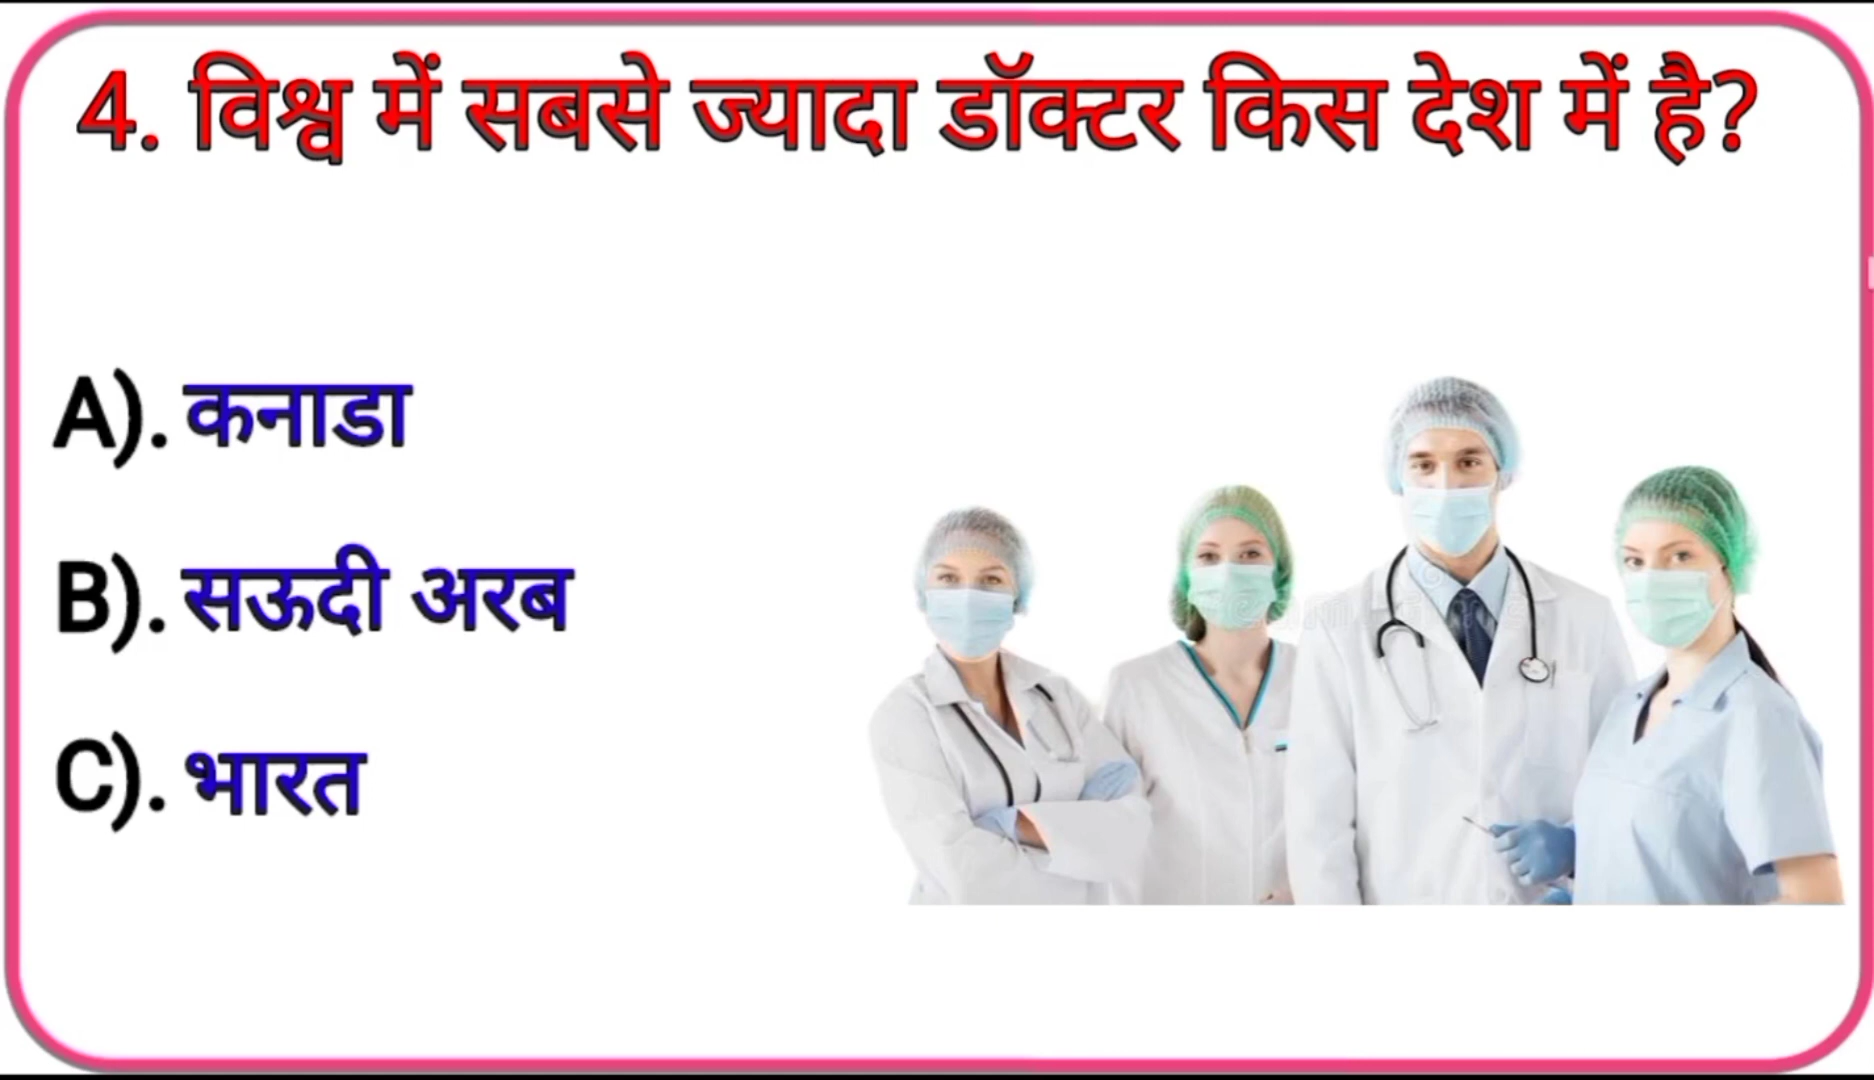 4. विश्व में सबसे ज्यादा डॉक्टर किस देश में है?
A). कनाडा
B). सऊदी अरब
C). भारत